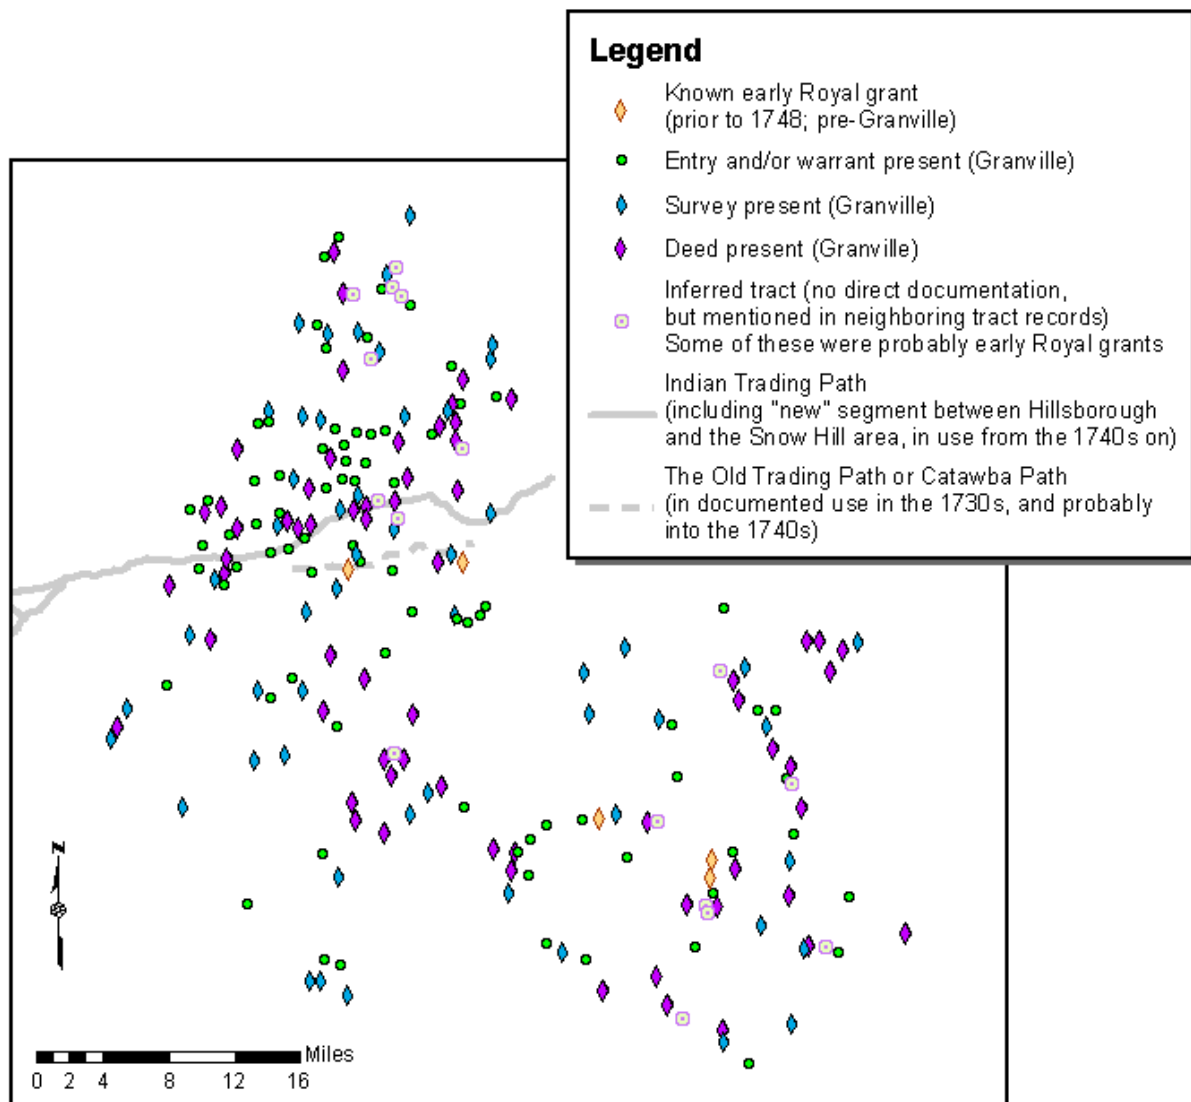 Legend
Known early Royal grant
(prior to 1748; pre-Granville)
Entry and/or warrant present (Granville)
Survey present (Granville)
Deed present (Granville)
Inferred tract (no direct documentation,
but mentioned in neighboring tract records)
Some of these were probably early Royal grants
Indian Trading Path
(including "new" segment between Hillsborough
and the Snow Hill area, in use from the 1740s on)
The Old Trading Path or Catawba Path
(in documented use in the 1730s, and probably
into the 1740s)
N
Miles
0 2 4 8 12 16